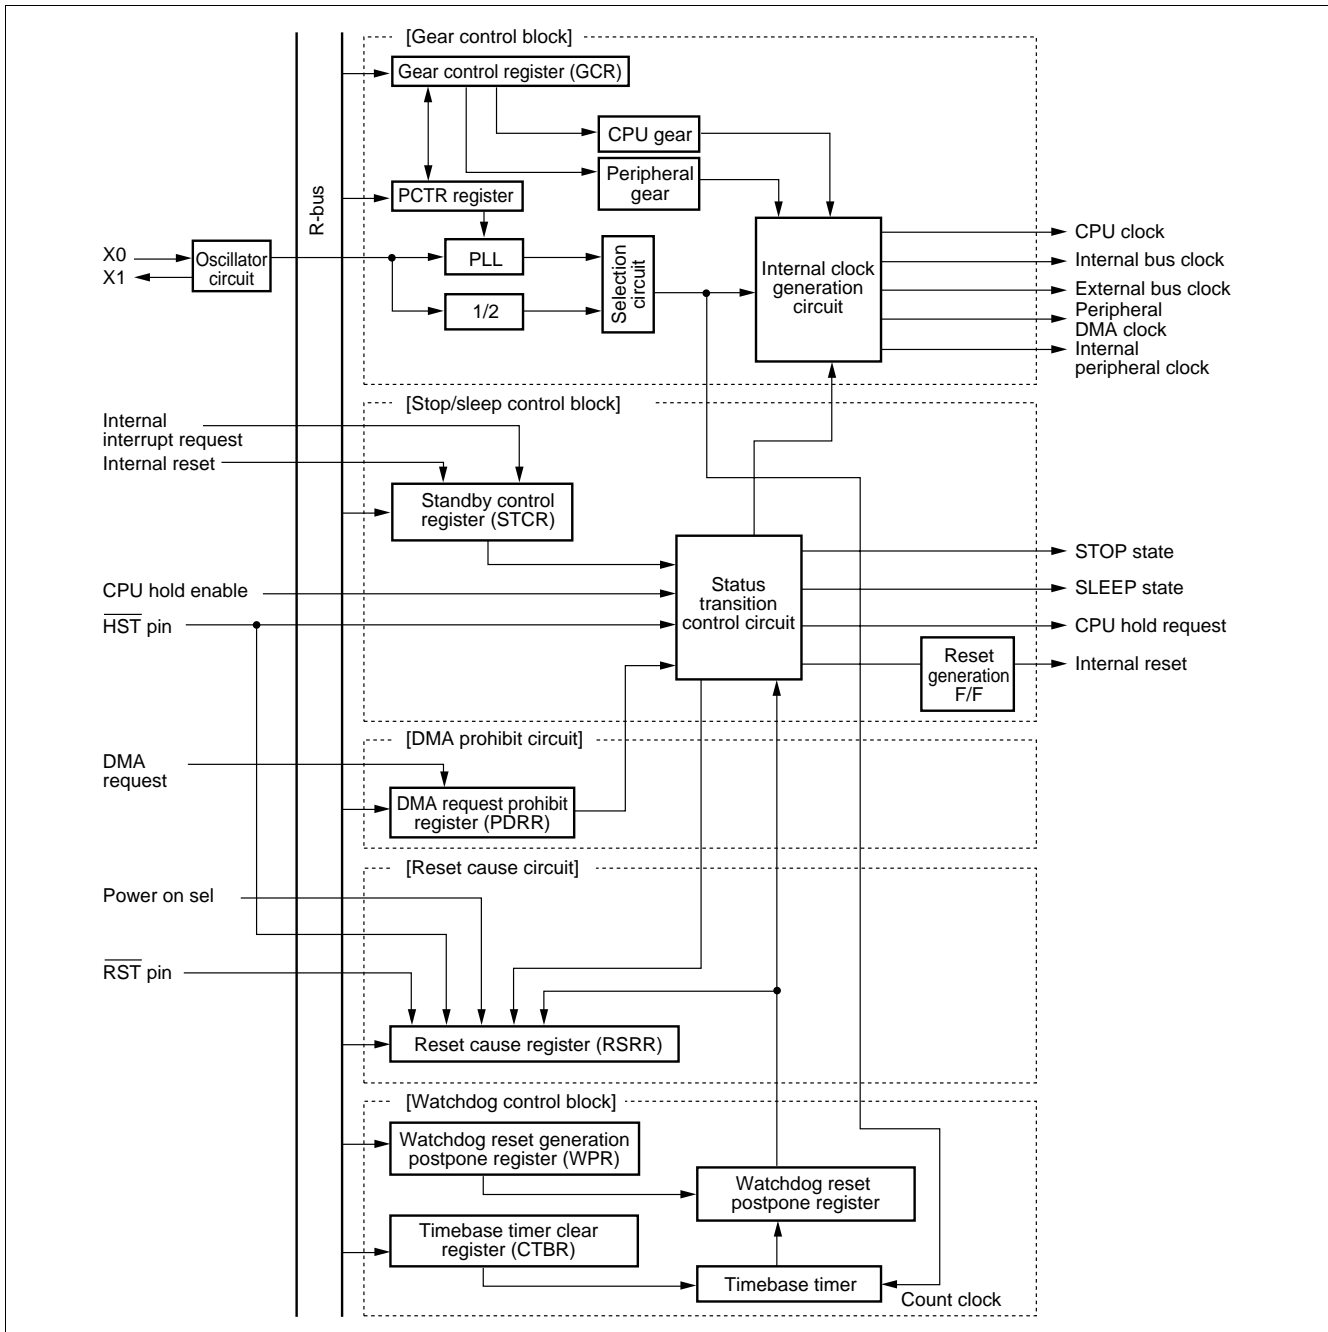 [Gear control block]
Gear control register (GCR)
CPU gear
Peripheral
gear
PCTR register
R-bus
X0
X1
Oscillator
circuit
PLL
1/2
Selection
circuit
Internal clock
generation
circuit
CPU clock
Internal bus clock
External bus clock
Peripheral
DMA clock
Internal
peripheral clock
[Stop/sleep control block]
Internal
interrupt request
Internal reset
Standby control
register (STCR)
CPU hold enable
HST pin
Status
transition
control circuit
STOP state
SLEEP state
CPU hold request
Reset
generation
F/F
Internal reset
[DMA prohibit circuit]
DMA
request
DMA request prohibit
register (PDRR)
[Reset cause circuit]
Power on sel
RST pin
Reset cause register (RSRR)
[Watchdog control block]
Watchdog reset generation
postpone register (WPR)
Watchdog reset
postpone register
Timebase timer clear
register (CTBR)
Timebase timer
Count clock